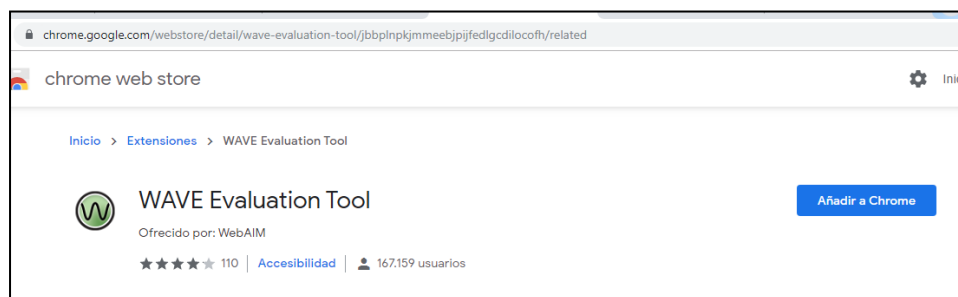 chrome.google.com/webstore/detail/wave-evaluation-tool/jbbplnpkjmmeebjpijfedlgcdilocofh/related
chrome web store
Inicio > Extensiones > WAVE Evaluation Tool
WAVE Evaluation Tool
Añadir a Chrome
Ofrecido por: WebAIM
110 | Accesibilidad | 167.159 usuarios